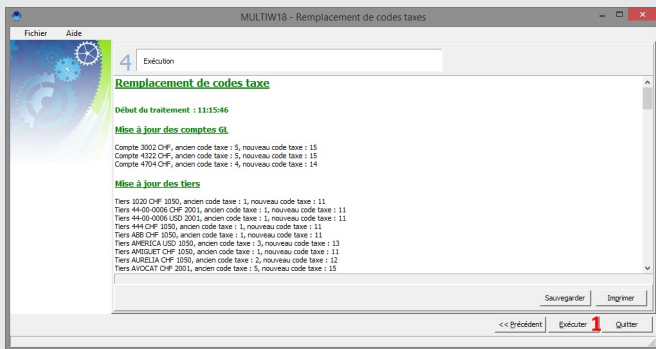 MULTIW18 - Remplacement de codes taxes
Fichier Aide
4 Exécution
Remplacement de codes taxe
Début du traitement : 11:15:46
Mise à jour des comptes GL
Compte 3002 CHF, ancien code taxe : 5, nouveau code taxe : 15
Compte 4322 CHF, ancien code taxe : 5, nouveau code taxe : 15
Compte 4704 CHF, ancien code taxe : 4, nouveau code taxe : 14
Mise à jour des tiers
Tiers 1020 CHF 1050, ancien code taxe : 1, nouveau code taxe : 11
Tiers 44-00-0006 CHF 2001, ancien code taxe : 1, nouveau code taxe : 11
Tiers 44-00-0006 USD 2001, ancien code taxe : 1, nouveau code taxe : 11
Tiers 444 CHF 1050, ancien code taxe : 1, nouveau code taxe : 11
Tiers ABB CHF 1050, ancien code taxe : 1, nouveau code taxe : 11
Tiers AMERICA USD 1050, ancien code taxe : 3, nouveau code taxe : 13
Tiers AMIGUET CHF 1050, ancien code taxe : 1, nouveau code taxe : 11
Tiers AURELIA CHF 1050, ancien code taxe : 2, nouveau code taxe : 12
Tiers AVOCAT CHF 2001, ancien code taxe : 5, nouveau code taxe : 15
Sauvegarder Imprimer
<< Précédent Exécuter 1 Quitter